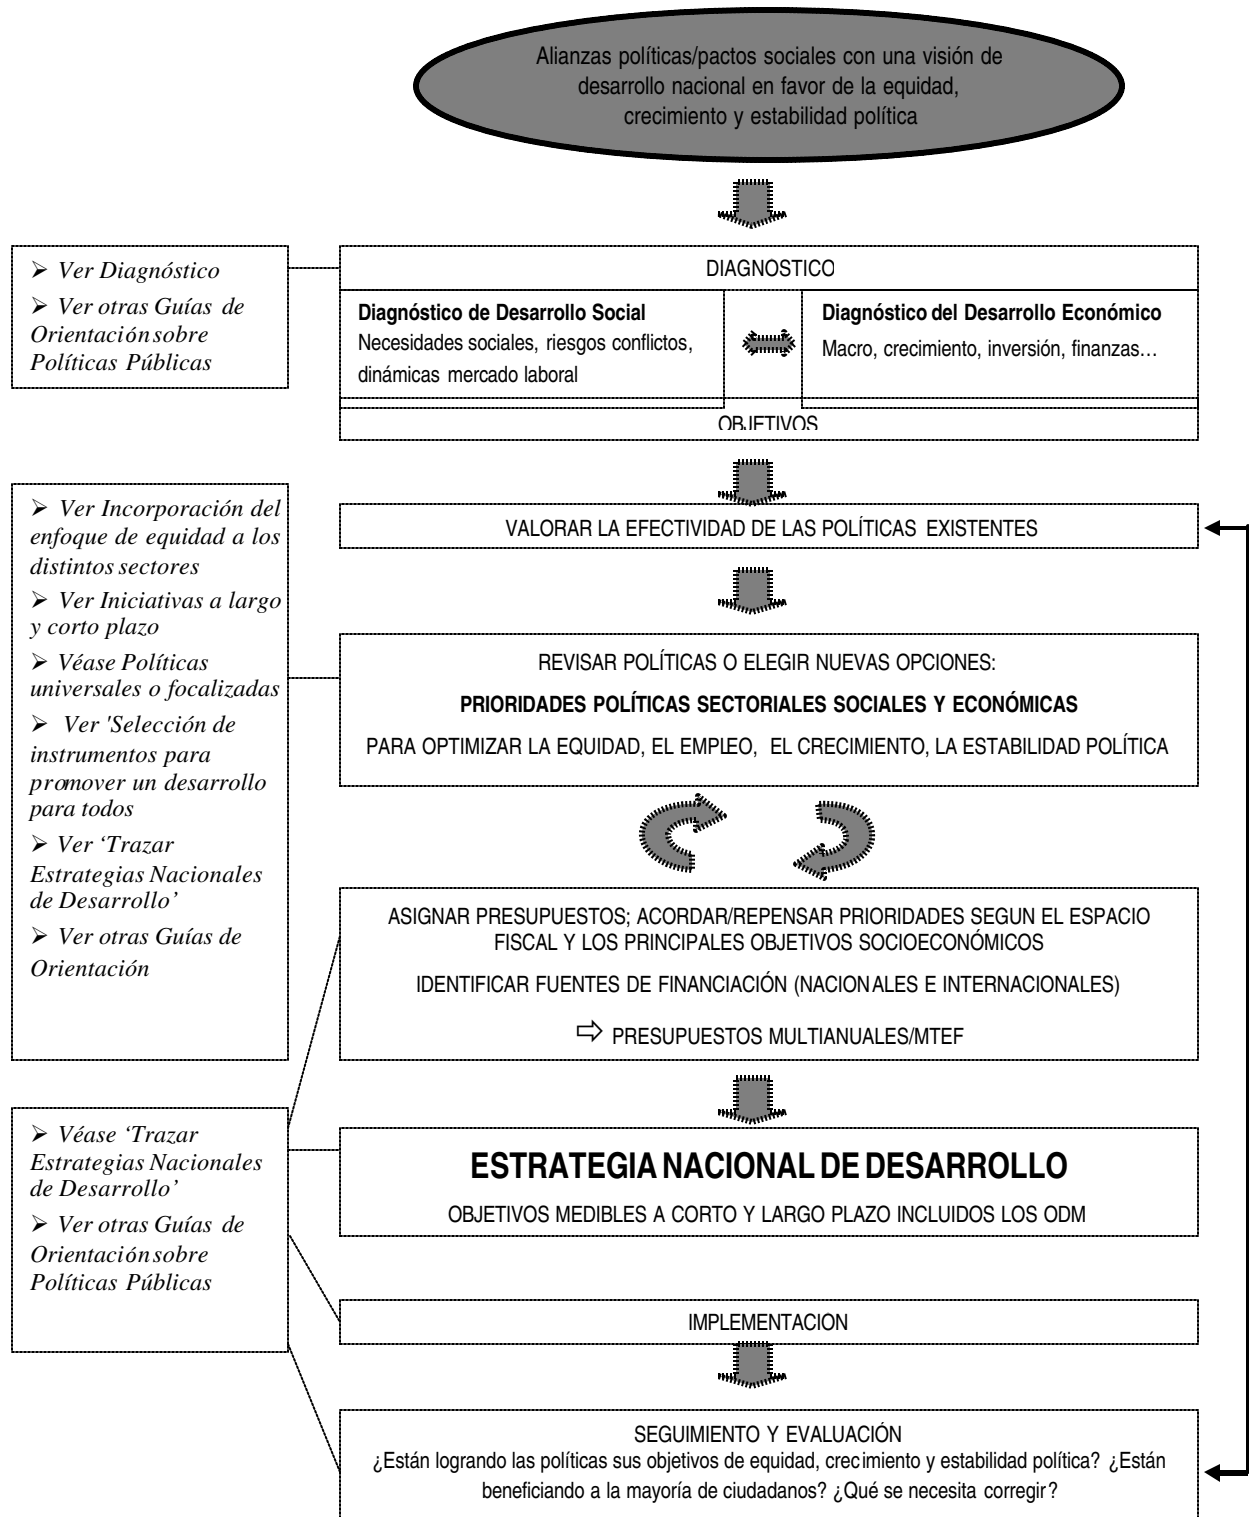 Alianzas políticas/pactos sociales con una visión de
desarrollo nacional en favor de la equidad,
crecimiento y estabilidad política
➢ Ver Diagnóstico
➢ Ver otras Guías de
Orientación sobre
Políticas Públicas
DIAGNOSTICO
Diagnóstico de Desarrollo Social
Necesidades sociales, riesgos conflictos,
dinámicas mercado laboral
Diagnóstico del Desarrollo Económico
Macro, crecimiento, inversión, finanzas…
OBJETIVOS
VALORAR LA EFECTIVIDAD DE LAS POLÍTICAS EXISTENTES
➢ Ver Incorporación del
enfoque de equidad a los
distintos sectores
➢ Ver Iniciativas a largo
y corto plazo
➢ Véase Políticas
universales o focalizadas
➢ Ver 'Selección de
instrumentos para
promover un desarrollo
para todos
➢ Ver ‘Trazar
Estrategias Nacionales
de Desarrollo’
➢ Ver otras Guías de
Orientación
REVISAR POLÍTICAS O ELEGIR NUEVAS OPCIONES:
PRIORIDADES POLÍTICAS SECTORIALES SOCIALES Y ECONÓMICAS
PARA OPTIMIZAR LA EQUIDAD, EL EMPLEO, EL CRECIMIENTO, LA ESTABILIDAD POLÍTICA
ASIGNAR PRESUPUESTOS; ACORDAR/REPENSAR PRIORIDADES SEGUN EL ESPACIO
FISCAL Y LOS PRINCIPALES OBJETIVOS SOCIOECONÓMICOS
IDENTIFICAR FUENTES DE FINANCIACIÓN (NACIONALES E INTERNACIONALES)
⇨ PRESUPUESTOS MULTIANUALES/MTEF
➢ Véase ‘Trazar
Estrategias Nacionales
de Desarrollo’
➢ Ver otras Guías de
Orientación sobre
Políticas Públicas
ESTRATEGIA NACIONAL DE DESARROLLO
OBJETIVOS MEDIBLES A CORTO Y LARGO PLAZO INCLUIDOS LOS ODM
IMPLEMENTACION
SEGUIMIENTO Y EVALUACIÓN
¿Están logrando las políticas sus objetivos de equidad, crecimiento y estabilidad política? ¿Están
beneficiando a la mayoría de ciudadanos? ¿Qué se necesita corregir?